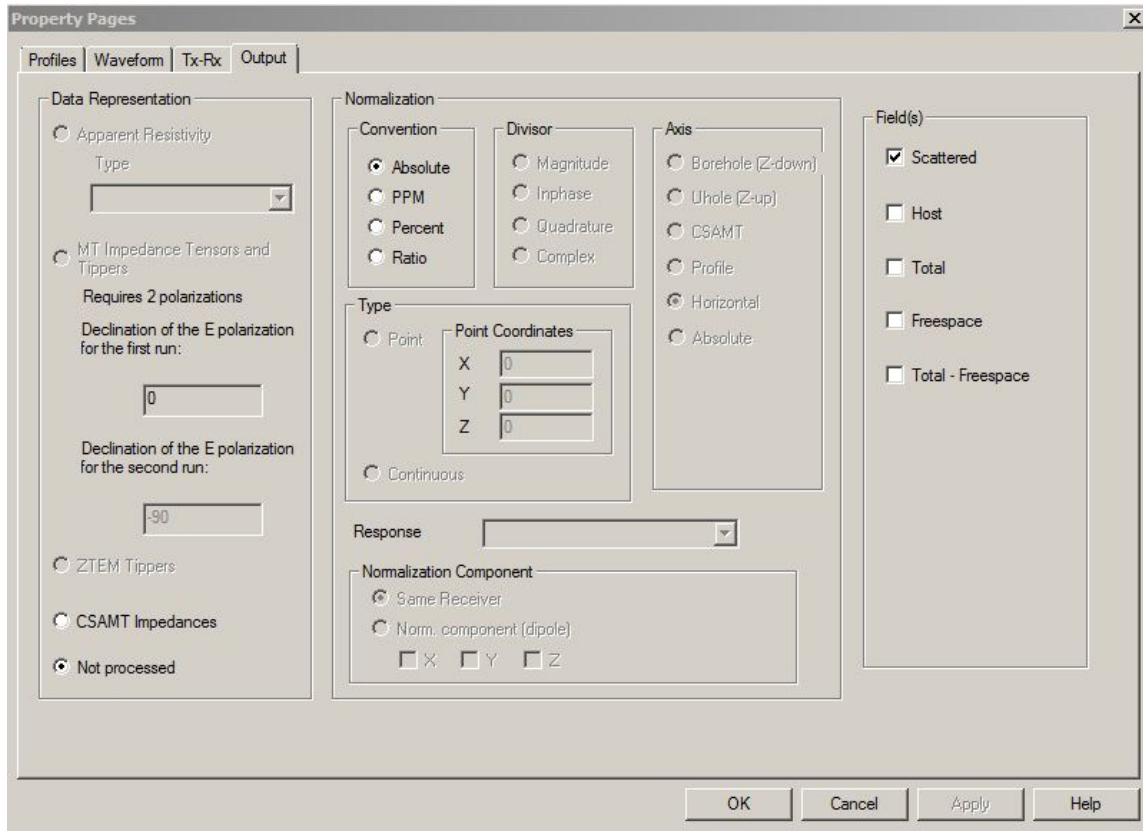 Property Pages
Profiles
Waveform
Tx-Rx
Output
Data Representation
Apparent Resistivity
Type
MT Impedance Tensors and
Tippers
Requires 2 polarizations
Declination of the E polarization
for the first run:
0
Declination of the E polarization
for the second run:
-90
ZTEM Tippers
CSAMT Impedances
Not processed
Normalization
Convention
Absolute
PPM
Percent
Ratio
Divisor
Magnitude
Inphase
Quadrature
Complex
Axis
Borehole (Z-down)
Uhole (Z-up)
CSAMT
Profile
Horizontal
Absolute
Type
Point
Point Coordinates
X
0
Y
0
Z
0
Continuous
Response
Normalization Component
Same Receiver
Norm. component (dipole)
X
Y
Z
Field(s)
Scattered
Host
Total
Freespace
Total - Freespace
OK
Cancel
Apply
Help